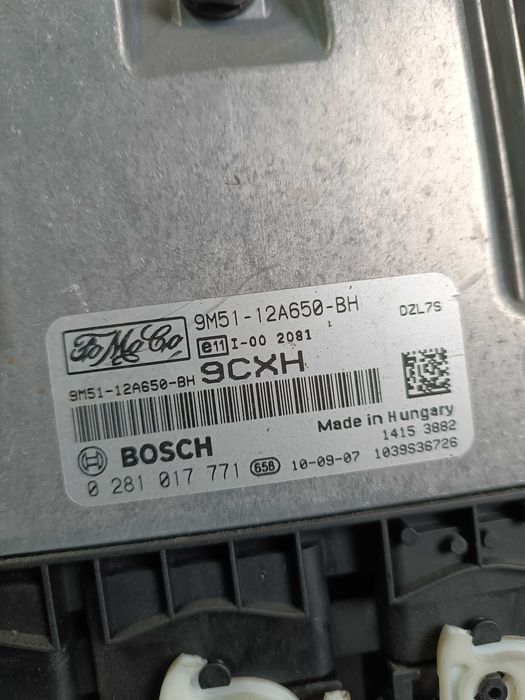 FoMoCo
9M51-12A650-BH
DZL7S
e11 I-00 2081
9M51-12A650-BH 9CXH
Made in Hungary
BOSCH
1415 3882
0 281 017 771 658 10-09-07 1039S36726